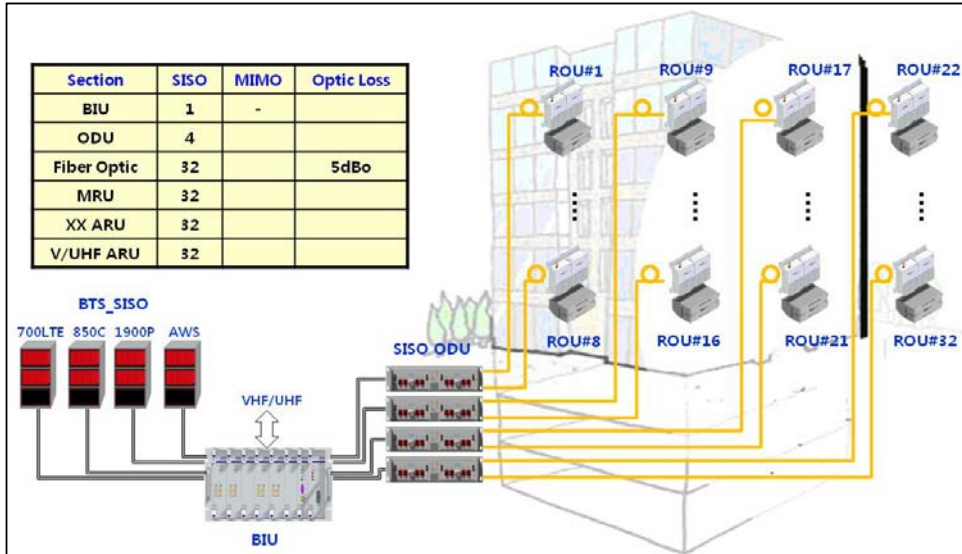 Section SISO MIMO Optic Loss
BIU 1 -
ODU 4
Fiber Optic 32 5dBo
MRU 32
XX ARU 32
V/UHF ARU 32
ROU#1 ROU#9 ROU#17 ROU#22
ROU#8 ROU#16 ROU#21 ROU#32
BTS_SISO
700LTE 850C 1900P AWS
SISO ODU
VHF/UHF
BIU